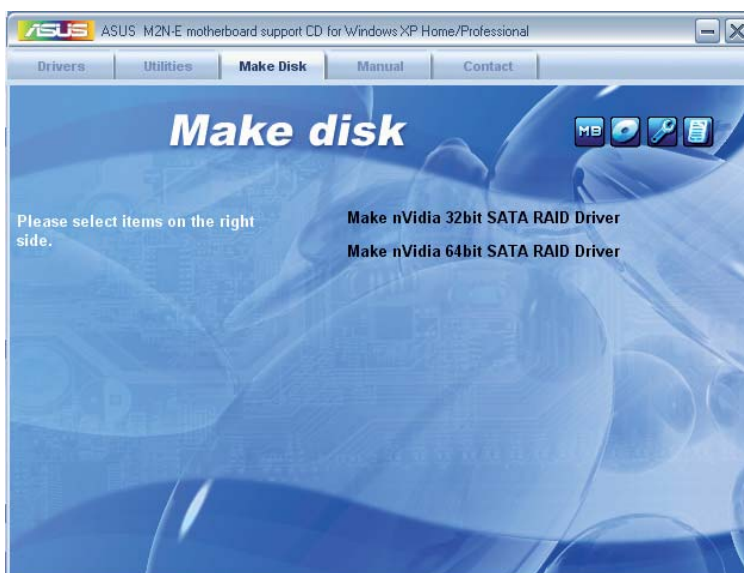 ASUS ASUS M2N-E motherboard support CD for Windows XP Home/Professional
Drivers Utilities Make Disk Manual Contact
Make disk
MB
Please select items on the right
side.
Make nVidia 32bit SATA RAID Driver
Make nVidia 64bit SATA RAID Driver